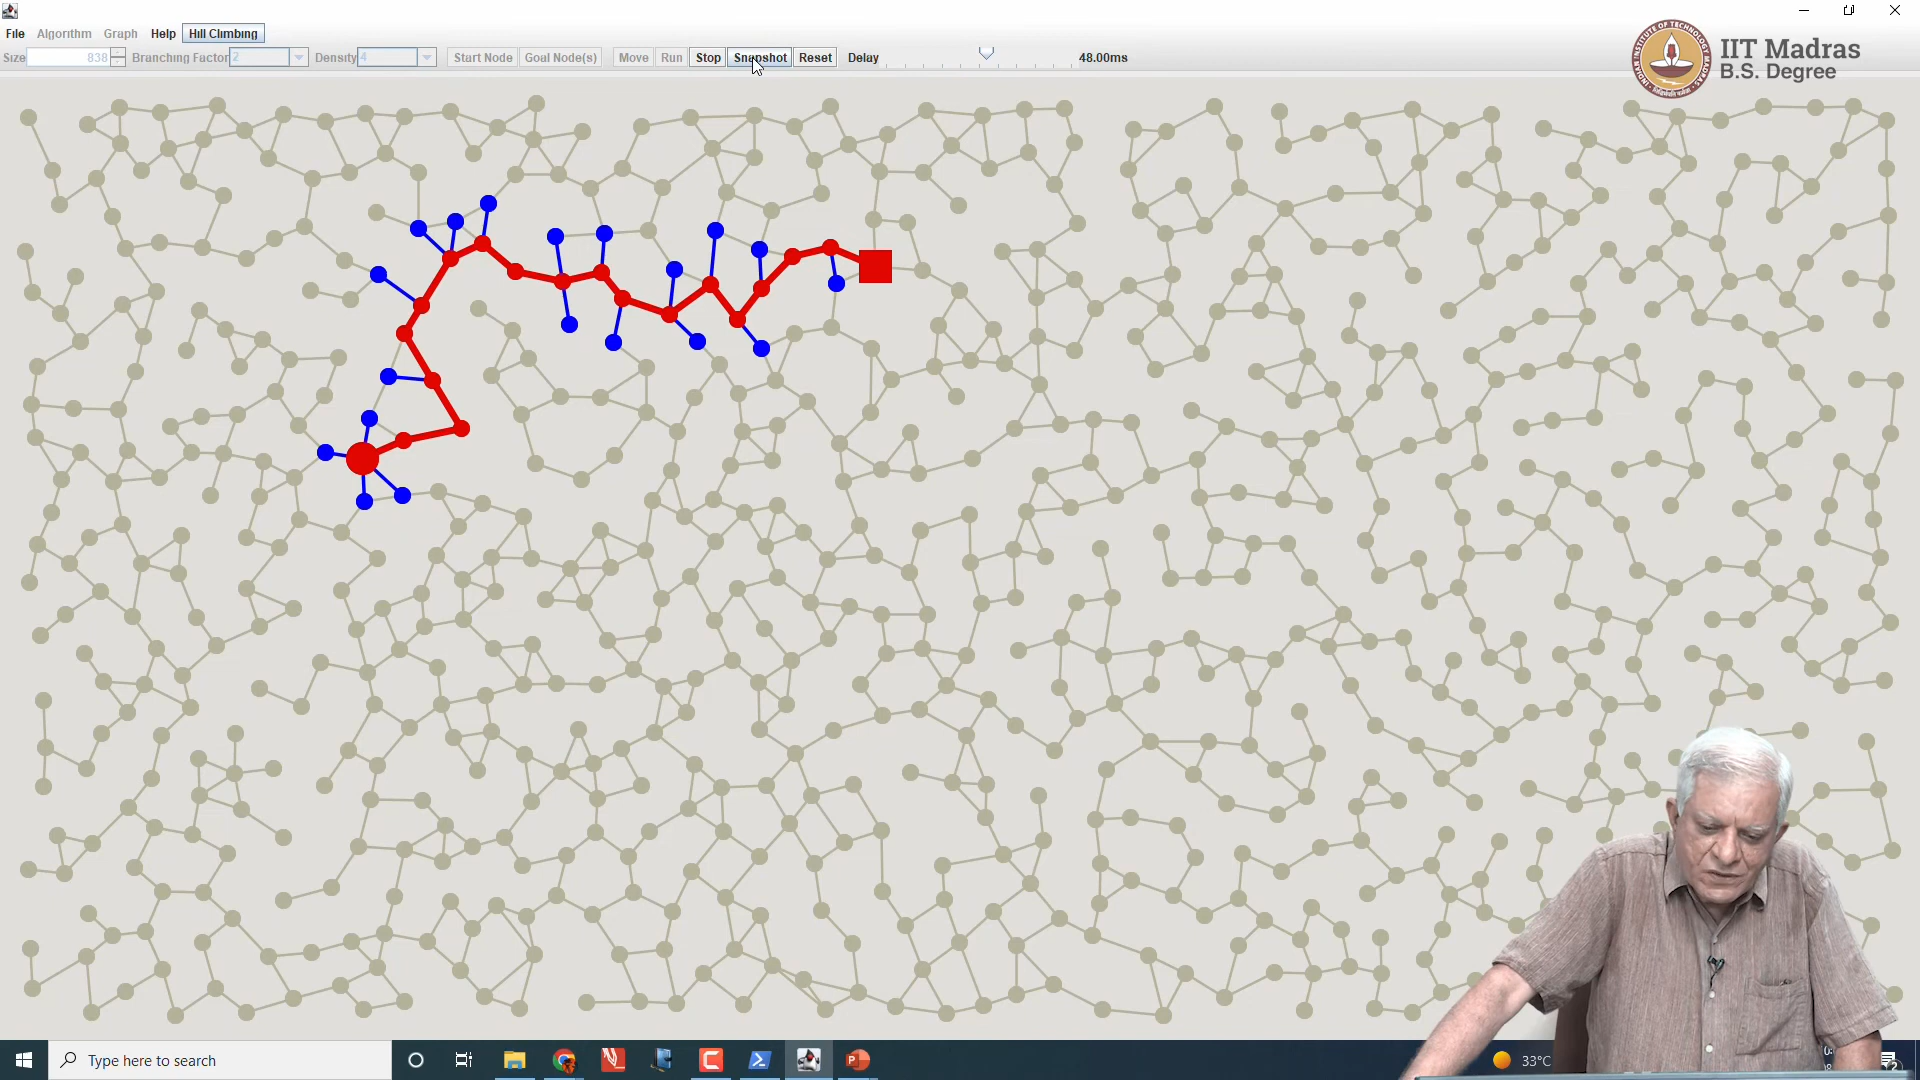 File Algorithm Graph Help Hill Climbing
Size 838 Branching Factor 2 Density 4 Start Node Goal Node(s) Move Run Stop Snapshot Reset Delay 48.00ms
IIT Madras
B.S. Degree
Type here to search
33°C